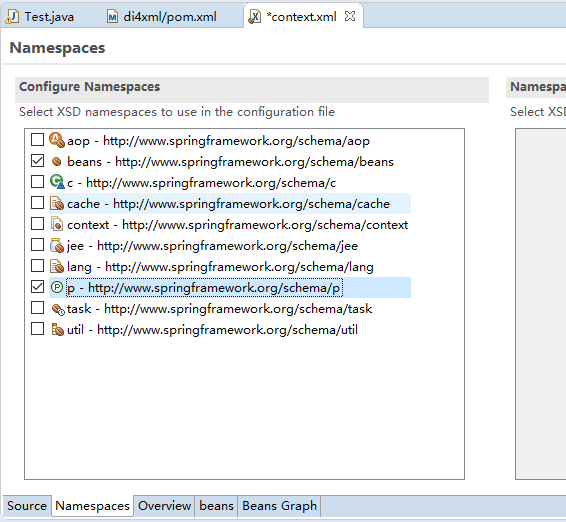 Test.java di4xml/pom.xml *context.xml
Namespaces
Configure Namespaces
Select XSD namespaces to use in the configuration file
aop - http://www.springframework.org/schema/aop
beans - http://www.springframework.org/schema/beans
c - http://www.springframework.org/schema/c
cache - http://www.springframework.org/schema/cache
context - http://www.springframework.org/schema/context
jee - http://www.springframework.org/schema/jee
lang - http://www.springframework.org/schema/lang
p - http://www.springframework.org/schema/p
task - http://www.springframework.org/schema/task
util - http://www.springframework.org/schema/util
Namespa
Select XSD
Source Namespaces Overview beans Beans Graph